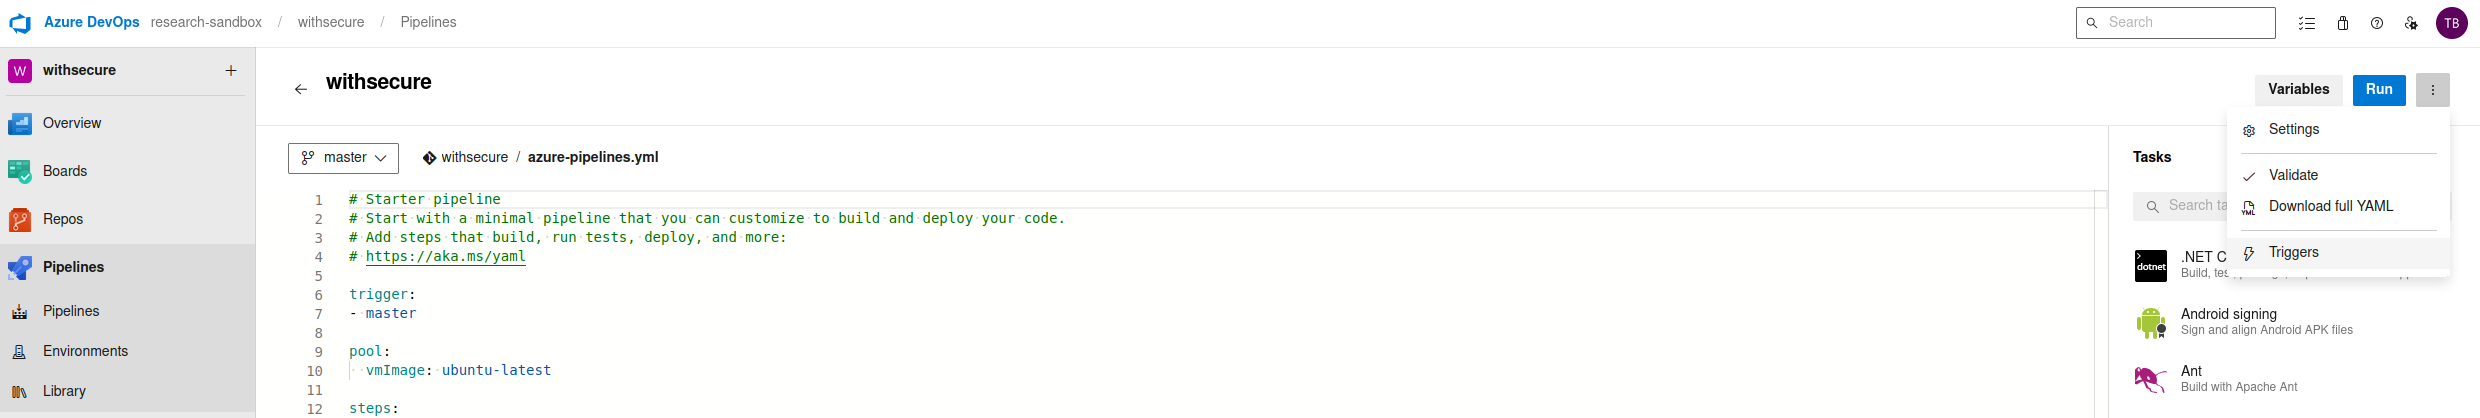 Azure DevOps research-sandbox / withsecure / Pipelines Search TB
W withsecure +
withsecure
Variables Run
Overview
Boards
Repos
Pipelines
Pipelines
Environments
Library
master
withsecure / azure-pipelines.yml
1 # Starter pipeline
2 # Start with a minimal pipeline that you can customize to build and deploy your code.
3 # Add steps that build, run tests, deploy, and more:
4 # https://aka.ms/yaml
5
6 trigger:
7 - master
8
9 pool:
10 vmImage: ubuntu-latest
11
12 steps:
Settings
Validate
YML Download full YAML
Triggers
Tasks
Search ta
dotnet .NET C
Build,
Android signing
Sign and align Android APK files
Ant
Build with Apache Ant